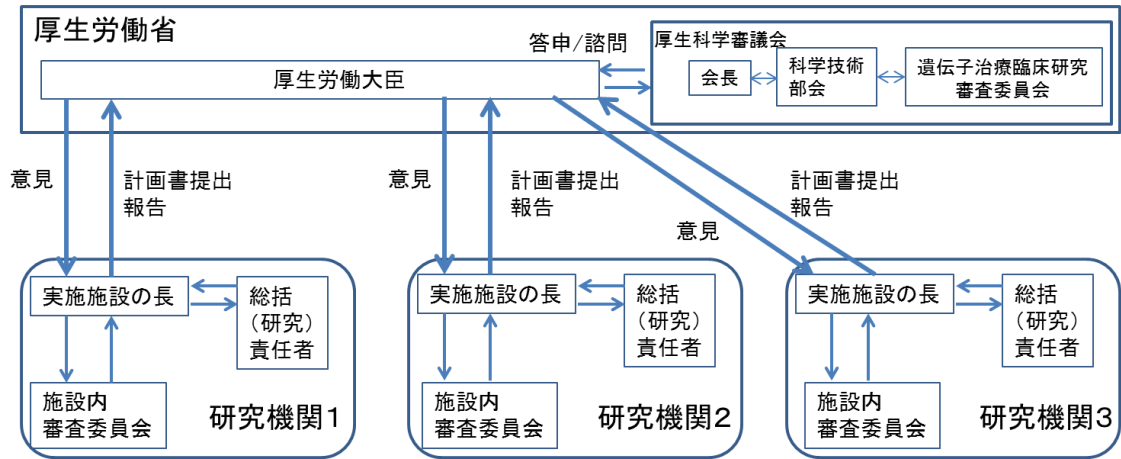 厚生労働省
答申/諮問
厚生科学審議会
厚生労働大臣
会長
科学技術
部会
遺伝子治療臨床研究
審査委員会
意見
計画書提出
報告
意見
計画書提出
報告
意見
計画書提出
報告
実施施設の長
総括
（研究）
責任者
施設内
審査委員会
研究機関1
実施施設の長
総括
（研究）
責任者
施設内
審査委員会
研究機関2
実施施設の長
総括
（研究）
責任者
施設内
審査委員会
研究機関3